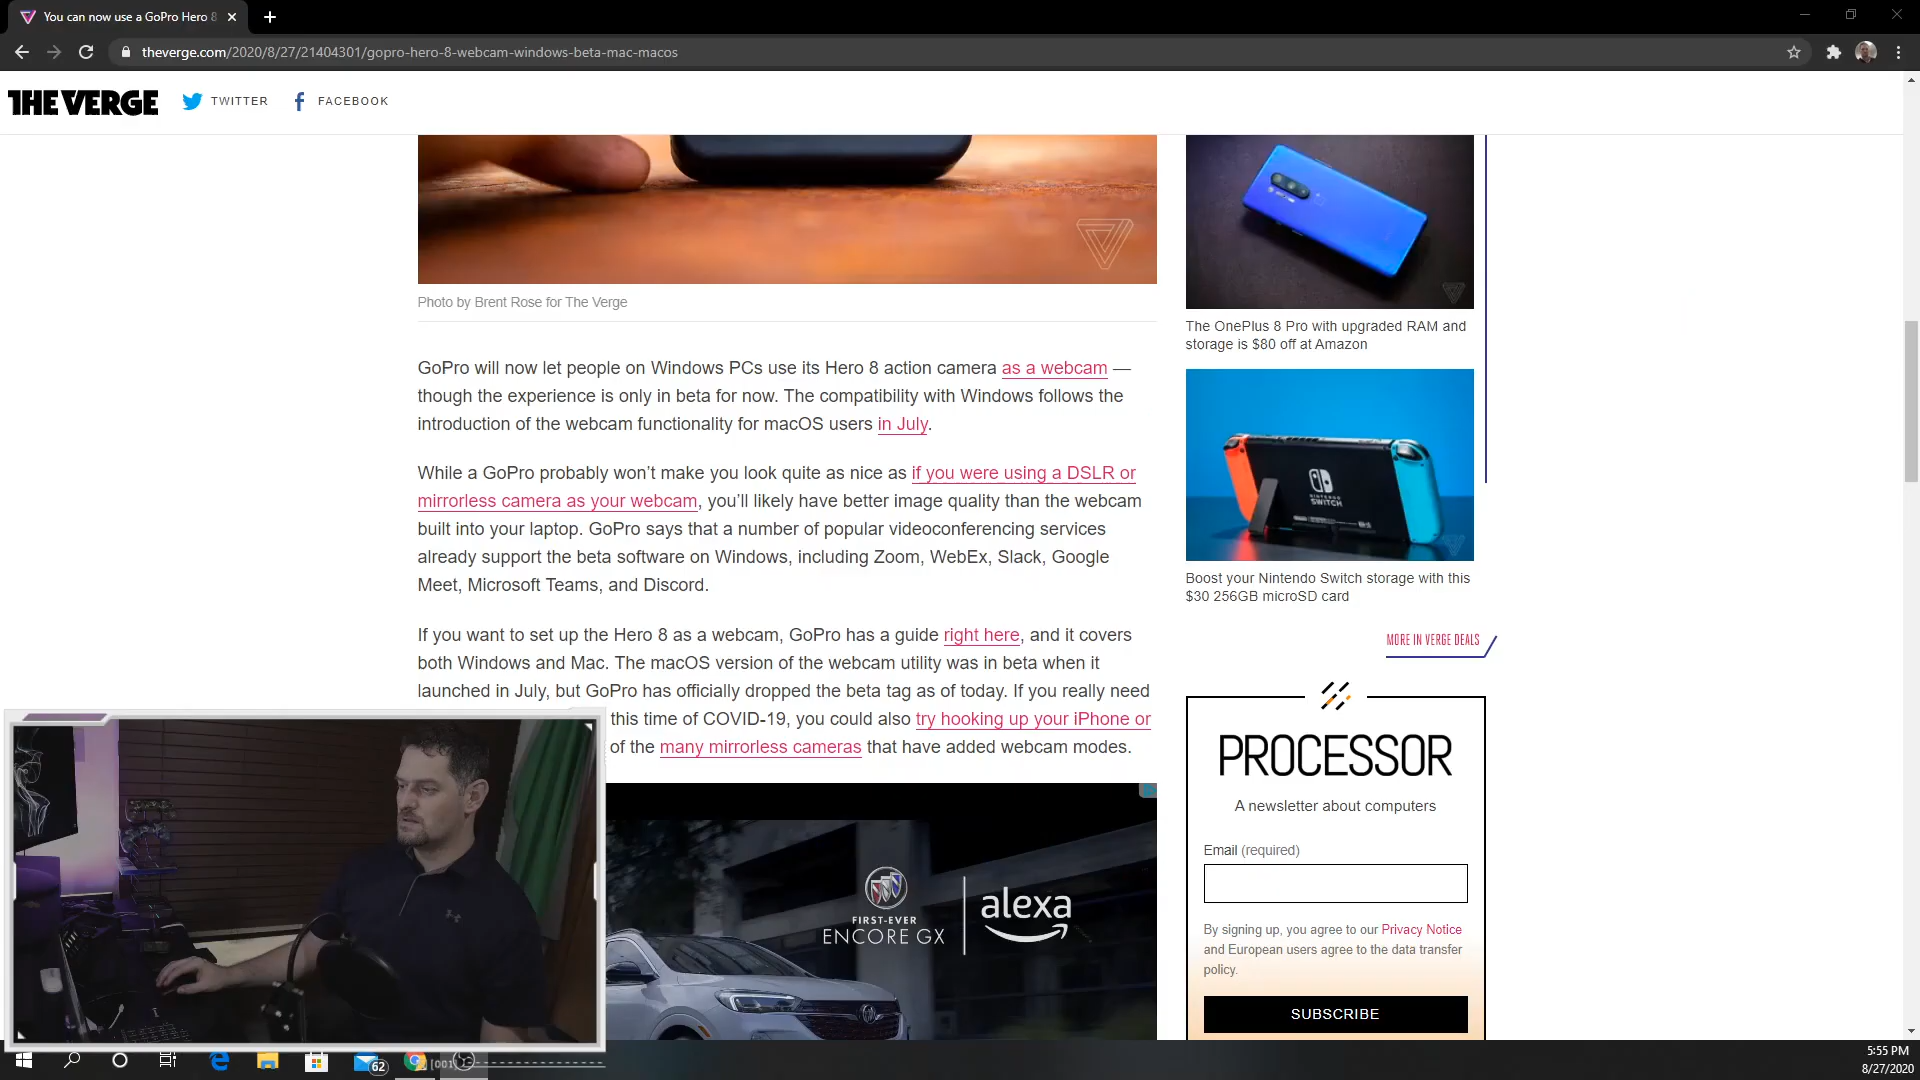 You can now use a GoPro Hero 8
theverge.com/2020/8/27/21404301/gopro-hero-8-webcam-windows-beta-mac-macos
THE VERGE
TWITTER
FACEBOOK
Photo by Brent Rose for The Verge
GoPro will now let people on Windows PCs use its Hero 8 action camera as a webcam —
though the experience is only in beta for now. The compatibility with Windows follows the
introduction of the webcam functionality for macOS users in July.
While a GoPro probably won’t make you look quite as nice as if you were using a DSLR or
mirrorless camera as your webcam, you’ll likely have better image quality than the webcam
built into your laptop. GoPro says that a number of popular videoconferencing services
already support the beta software on Windows, including Zoom, WebEx, Slack, Google
Meet, Microsoft Teams, and Discord.
If you want to set up the Hero 8 as a webcam, GoPro has a guide right here, and it covers
both Windows and Mac. The macOS version of the webcam utility was in beta when it
launched in July, but GoPro has officially dropped the beta tag as of today. If you really need
this time of COVID-19, you could also try hooking up your iPhone or
of the many mirrorless cameras that have added webcam modes.
FIRST-EVER
ENCORE GX
alexa
The OnePlus 8 Pro with upgraded RAM and
storage is $80 off at Amazon
NINTENDO
SWITCH
Boost your Nintendo Switch storage with this
$30 256GB microSD card
MORE IN VERGE DEALS
PROCESSOR
A newsletter about computers
Email (required)
By signing up, you agree to our Privacy Notice
and European users agree to the data transfer
policy.
SUBSCRIBE
62
[001]
5:55 PM
8/27/2020